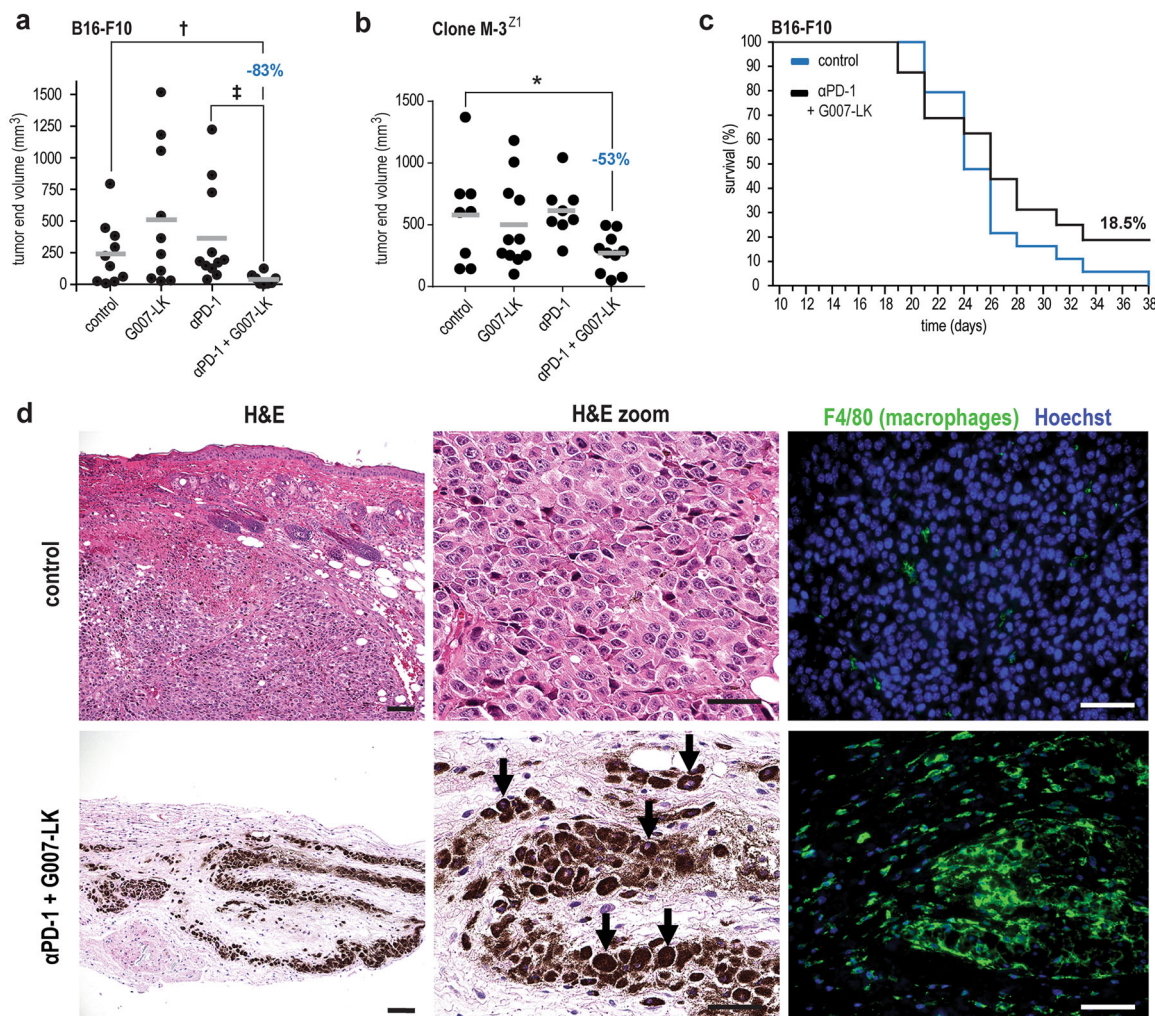 a
B16-F10
†
-83%
‡
tumor end volume (mm³)
1500
1250
1000
750
500
250
0
control
G007-LK
αPD-1
αPD-1 + G007-LK
b
Clone M-3Z1
*
-53%
tumor end volume (mm³)
1500
1000
500
0
control
G007-LK
αPD-1
αPD-1 + G007-LK
c
B16-F10
control
αPD-1
+ G007-LK
survival (%)
100
90
80
70
60
50
40
30
20
10
0
18.5%
10 12 14 16 18 20 22 24 26 28 30 32 34 36 38
time (days)
d
H&E
H&E zoom
F4/80 (macrophages) Hoechst
control
αPD-1 + G007-LK